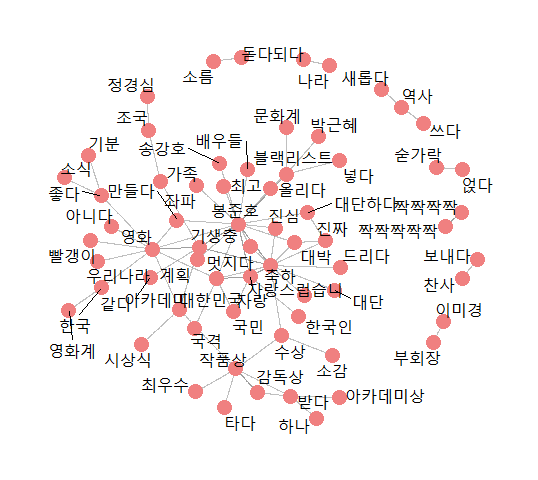 돋다되다
소름
나라
새롭다
정경심
역사
조국
문화계
박근혜
쓰다
송강호
배우들
기분
블랙리스트
숟가락
소식
가족
넣다
좋다
만들다
최고
올리다
얹다
좌파
봉준호
대단하다
짝짝짝짝
아니다
진심
영화
기생충
진짜
짝짝짝짝짝
빨갱이
멋지다
대박
드리다
보내다
우리나라
계획
축하
찬사
같다
아카데미
대한민국
자랑
자랑스럽습니다
대단
한국
국민
한국인
이미경
영화계
국격
시상식
작품상
수상
부회장
소감
최우수
감독상
받다
아카데미상
타다
하나